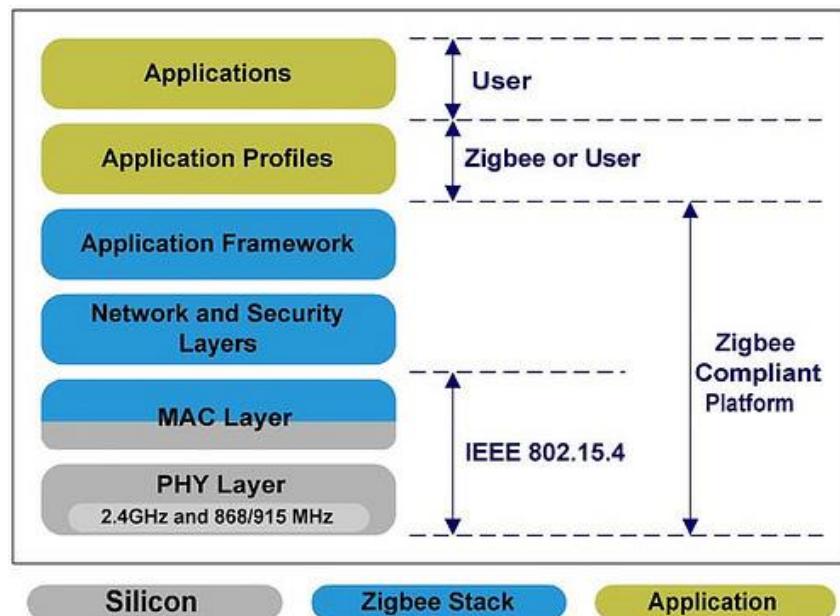 Applications
User
Application Profiles
Zigbee or User
Application Framework
Network and Security
Layers
Zigbee
Compliant
Platform
MAC Layer
IEEE 802.15.4
PHY Layer
2.4GHz and 868/915 MHz
Silicon
Zigbee Stack
Application